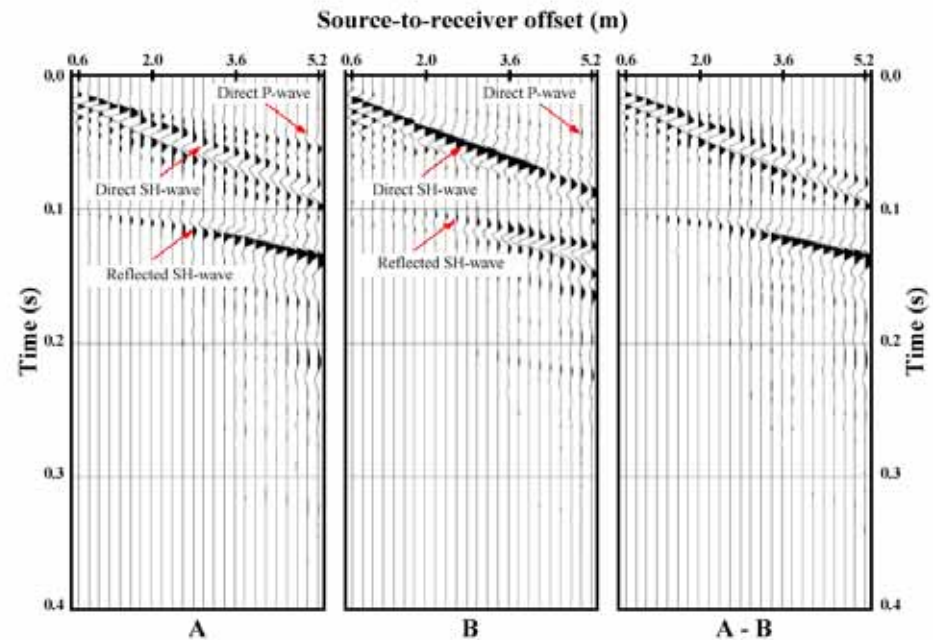 Source-to-receiver offset (m)
0.6 2.0 3.6 5.2 0.6 2.0 3.6 5.2 0.6 2.0 3.6 5.2
0.0 0.0
Direct P-wave Direct P-wave
Direct SH-wave Direct SH-wave
0.1 0.1
Reflected SH-wave Reflected SH-wave
Time (s) Time (s)
0.2 0.2
0.3 0.3
0.4 0.4
A B A - B